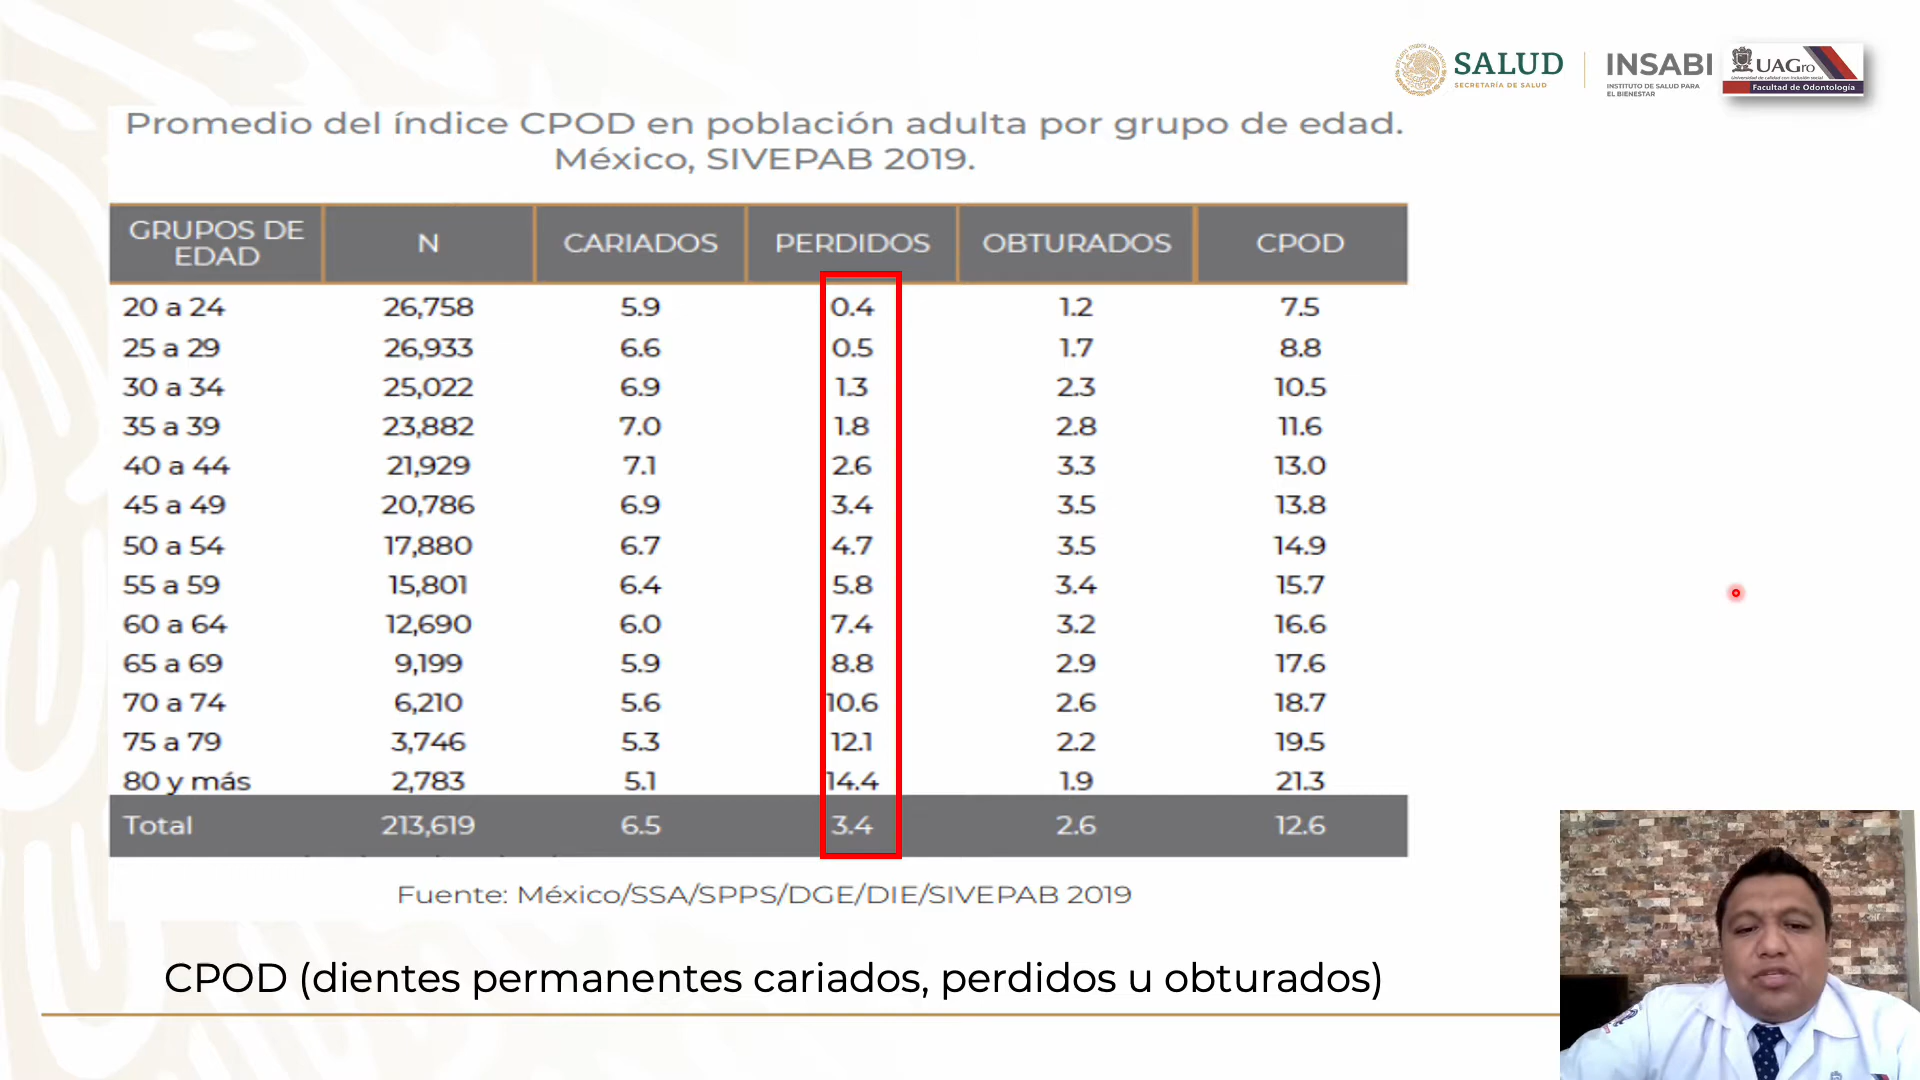 SALUD
SECRETARÍA DE SALUD
INSABI
INSTITUTO DE SALUD PARA
EL BIENESTAR
UAGro
Universidad de calidad con inclusión social
Facultad de Odontología
Promedio del índice CPOD en población adulta por grupo de edad.
México, SIVEPAB 2019.
GRUPOS DE EDAD N CARIADOS PERDIDOS OBTURADOS CPOD
20 a 24 26,758 5.9 0.4 1.2 7.5
25 a 29 26,933 6.6 0.5 1.7 8.8
30 a 34 25,022 6.9 1.3 2.3 10.5
35 a 39 23,882 7.0 1.8 2.8 11.6
40 a 44 21,929 7.1 2.6 3.3 13.0
45 a 49 20,786 6.9 3.4 3.5 13.8
50 a 54 17,880 6.7 4.7 3.5 14.9
55 a 59 15,801 6.4 5.8 3.4 15.7
60 a 64 12,690 6.0 7.4 3.2 16.6
65 a 69 9,199 5.9 8.8 2.9 17.6
70 a 74 6,210 5.6 10.6 2.6 18.7
75 a 79 3,746 5.3 12.1 2.2 19.5
80 y más 2,783 5.1 14.4 1.9 21.3
Total 213,619 6.5 3.4 2.6 12.6
Fuente: México/SSA/SPPS/DGE/DIE/SIVEPAB 2019
CPOD (dientes permanentes cariados, perdidos u obturados)